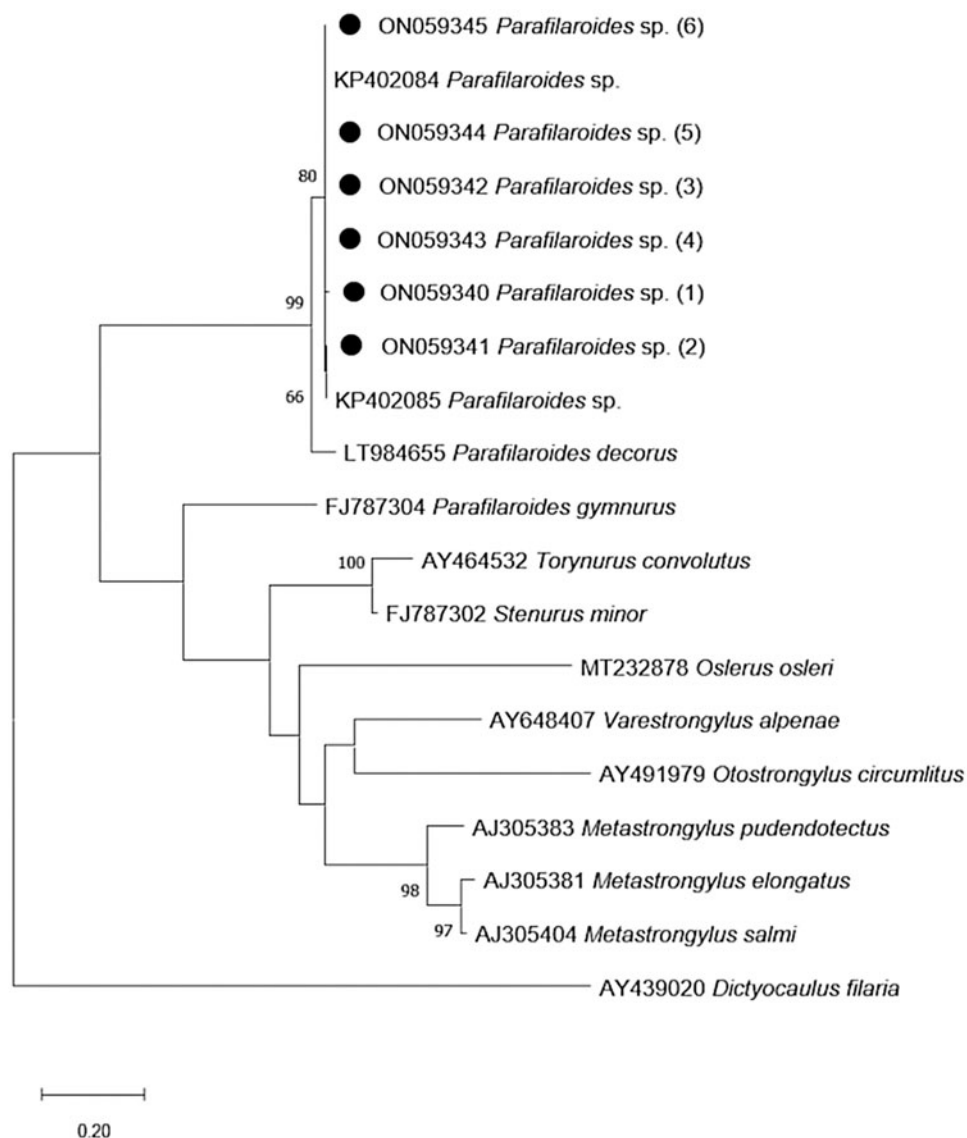 ON059345 Parafilaroides sp. (6)
KP402084 Parafilaroides sp.
ON059344 Parafilaroides sp. (5)
80
ON059342 Parafilaroides sp. (3)
ON059343 Parafilaroides sp. (4)
ON059340 Parafilaroides sp. (1)
99
ON059341 Parafilaroides sp. (2)
66
KP402085 Parafilaroides sp.
LT984655 Parafilaroides decorus
FJ787304 Parafilaroides gymnurus
100
AY464532 Torynurus convolutus
FJ787302 Stenurus minor
MT232878 Oslerus osleri
AY648407 Varestrongylus alpenae
AY491979 Otostrongylus circumlitus
AJ305383 Metastrongylus pudendotectus
98
AJ305381 Metastrongylus elongatus
97
AJ305404 Metastrongylus salmi
AY439020 Dictyocaulus filaria
0.20